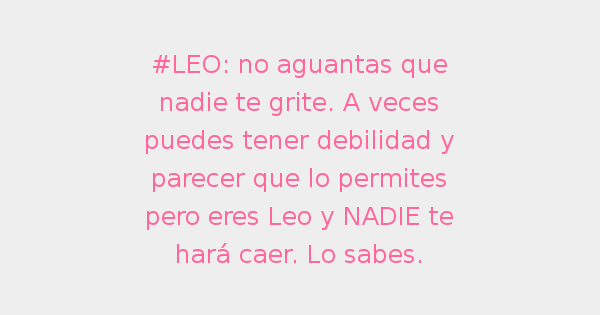 #LEO: no aguantas que
nadie te grite. A veces
puedes tener debilidad y
parecer que lo permites
pero eres Leo y NADIE te
hará caer. Lo sabes.